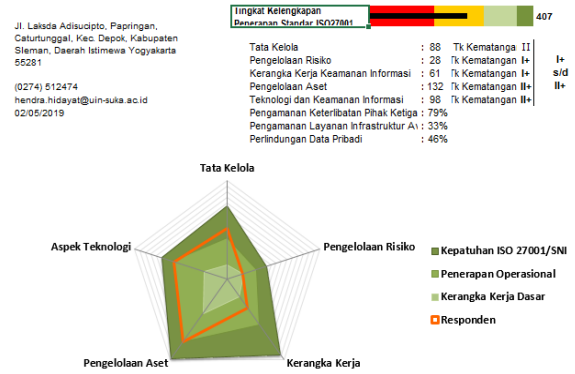 Tingkat Kelengkapan
Penerapan Standar ISO27001
407
Jl. Laksda Adisucipto, Papringan,
Caturtunggal, Kec. Depok, Kabupaten
Sleman, Daerah Istimewa Yogyakarta
55281
(0274) 512474
hendra.hidayat@uin-suka.ac.id
02/05/2019
Tata Kelola : 88 Tk Kematanga II
Pengelolaan Risiko : 28 Tk Kematangan I+ I+
Kerangka Kerja Keamanan Informasi : 61 Tk Kematangan I+ s/d
Pengelolaan Aset : 132 Tk Kematangan II+ II+
Teknologi dan Keamanan Informasi : 98 Tk Kematangan II+
Pengamanan Keterlibatan Pihak Ketiga : 79%
Pengamanan Layanan Infrastruktur : 33%
Perlindungan Data Pribadi : 46%
Tata Kelola
Aspek Teknologi
Pengelolaan Risiko
Pengelolaan Aset
Kerangka Kerja
Kepatuhan ISO 27001/SNI
Penerapan Operasional
Kerangka Kerja Dasar
Responden